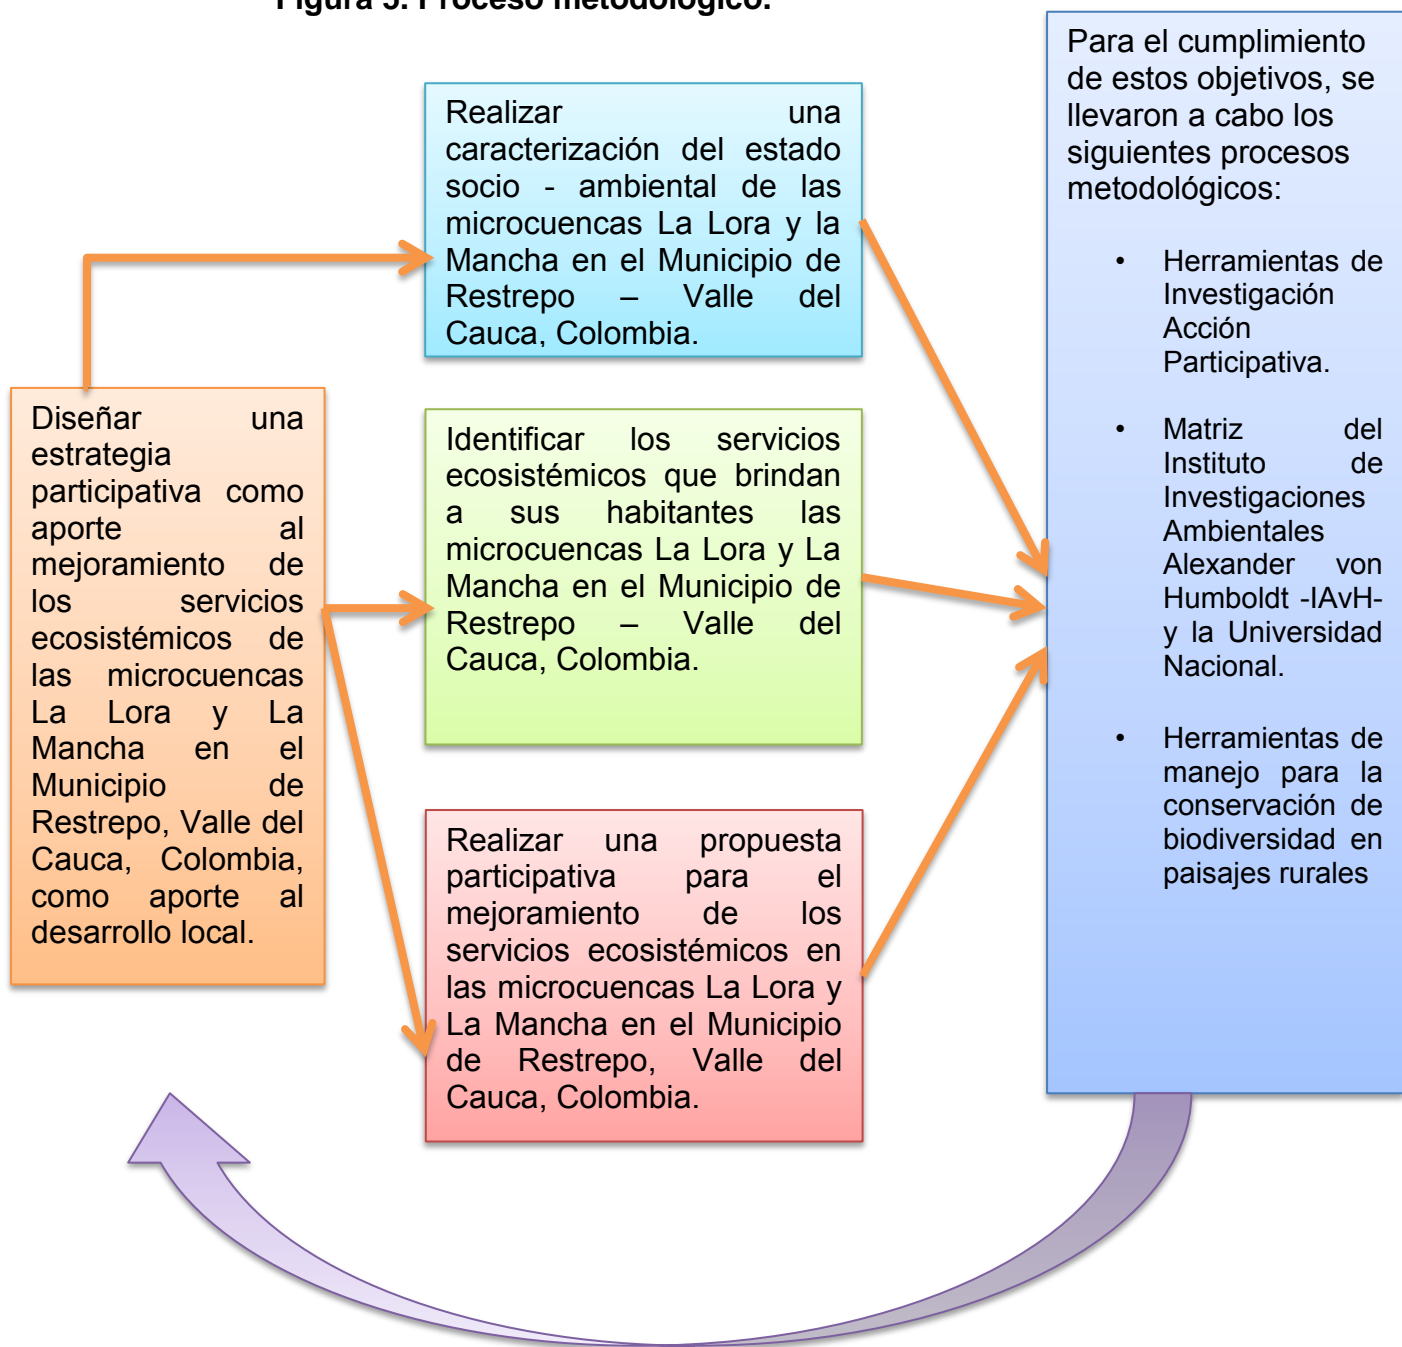 Figura 3. Proceso metodológico.
Realizar una
caracterización del estado
socio - ambiental de las
microcuencas La Lora y la
Mancha en el Municipio de
Restrepo – Valle del
Cauca, Colombia.
Diseñar una
estrategia
participativa como
aporte al
mejoramiento de
los servicios
ecosistémicos de
las microcuencas
La Lora y La
Mancha en el
Municipio de
Restrepo, Valle del
Cauca, Colombia,
como aporte al
desarrollo local.
Identificar los servicios
ecosistémicos que brindan
a sus habitantes las
microcuencas La Lora y La
Mancha en el Municipio de
Restrepo – Valle del
Cauca, Colombia.
Realizar una propuesta
participativa para el
mejoramiento de los
servicios ecosistémicos en
las microcuencas La Lora y
La Mancha en el Municipio
de Restrepo, Valle del
Cauca, Colombia.
Para el cumplimiento
de estos objetivos, se
llevaron a cabo los
siguientes procesos
metodológicos:
• Herramientas de
Investigación
Acción
Participativa.
• Matriz del
Instituto de
Investigaciones
Ambientales
Alexander von
Humboldt -IAvH-
y la Universidad
Nacional.
• Herramientas de
manejo para la
conservación de
biodiversidad en
paisajes rurales